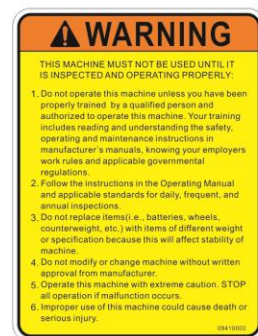 WARNING
THIS MACHINE MUST NOT BE USED UNTIL IT
IS INSPECTED AND OPERATING PROPERLY:
1. Do not operate this machine unless you have been
properly trained by a qualified person and
authorized to operate this machine. Your training
includes reading and understanding the safety,
operating and maintenance instructions in
manufacturer's manuals, knowing your employers
work rules and applicable governmental
regulations.
2. Follow the instructions in the Operating Manual
and applicable standards for daily, frequent, and
annual inspections.
3. Do not replace items(i.e., batteries, wheels,
counterweight, etc.) with items of different weight
or specification because this will affect stability of
machine.
4. Do not modify or change machine without written
approval from manufacturer.
5. Operate this machine with extreme caution. STOP
all operation if malfunction occurs.
6. Improper use of this machine could cause death or
serious injury.
09410003